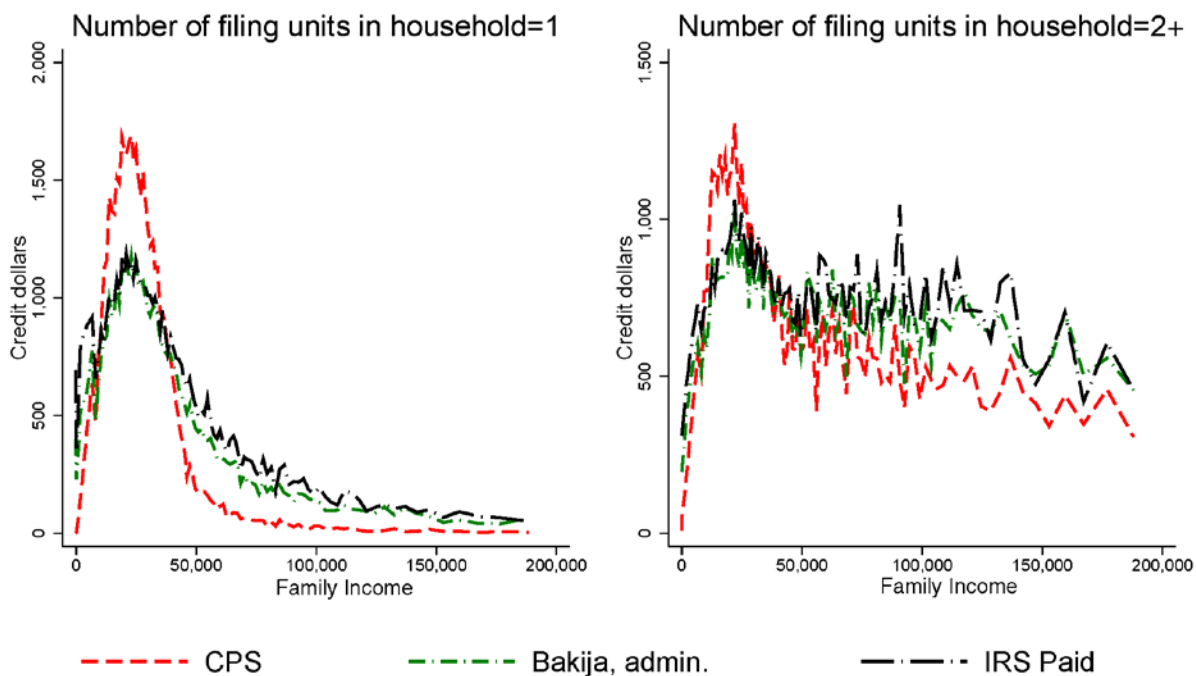 Number of filing units in household=1
Number of filing units in household=2+
Credit dollars
2,000
1,500
1,000
500
0
0 50,000 100,000 150,000 200,000
Family Income
Credit dollars
1,500
1,000
500
0
0 50,000 100,000 150,000 200,000
Family Income
CPS
Bakija, admin.
IRS Paid